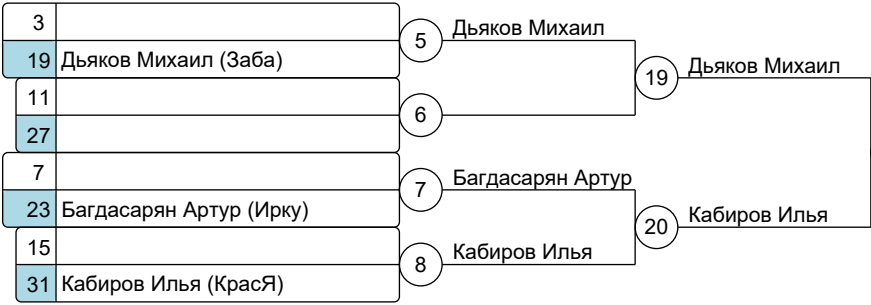 3
19 Дьяков Михаил (Заба)
11
27
7
23 Багдасарян Артур (Ирку)
15
31 Кабиров Илья (КрасЯ)
5 Дьяков Михаил
6
7 Багдасарян Артур
8 Кабиров Илья
19 Дьяков Михаил
20 Кабиров Илья